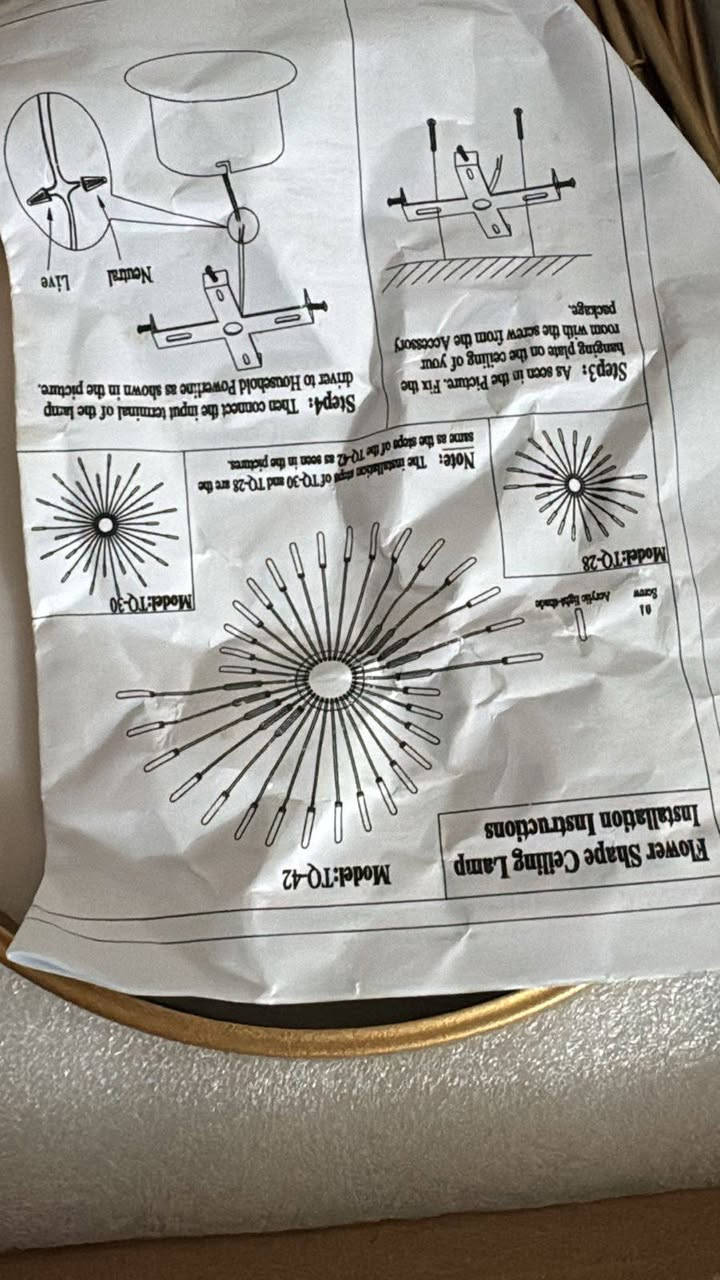 Flower Shape Ceiling Lamp
Installation Instructions
Model:TQ-42
Screw
Acrylic light-shade
Model:TQ-28
Model:TQ-30
Note: The installation steps of TQ-30 and TQ-28 are the
same as the steps of the TQ-42 as seen in the pictures.
Step3: As seen in the Picture. Fix the
hanging plate on the ceiling of your
room with the screw from the Accessory
package.
Step4: Then connect the input terminal of the lamp
driver to Household Powerline as shown in the picture.
Neutral
Live